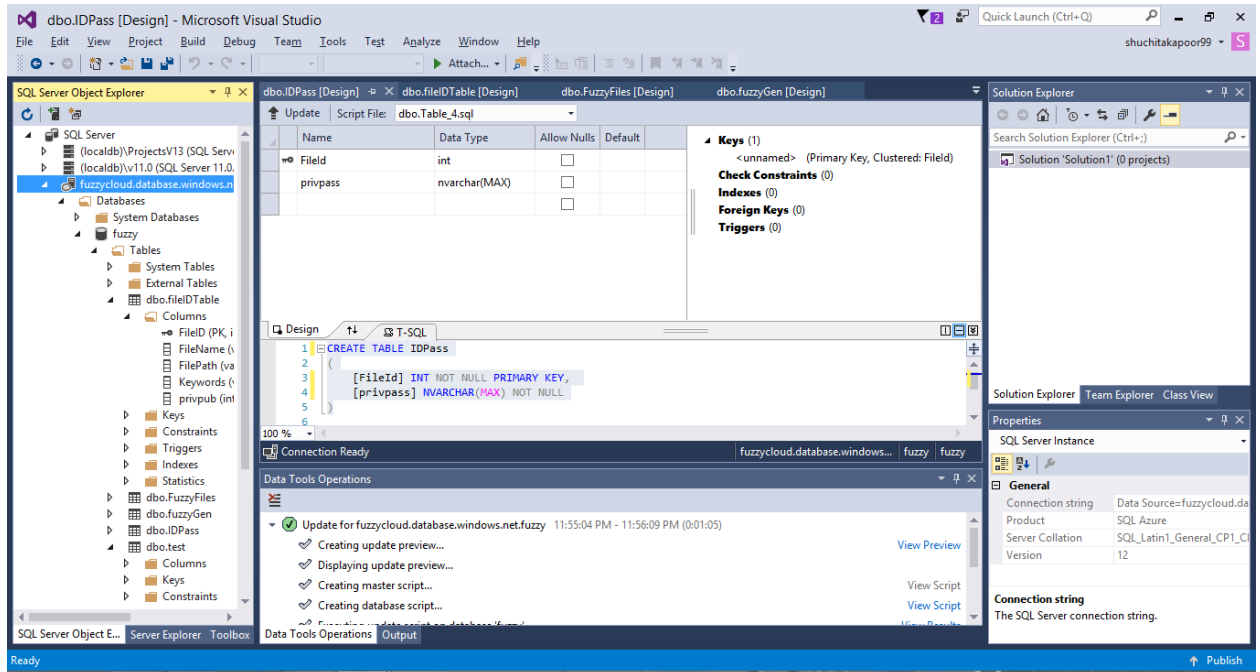 dbo.IDPass [Design] - Microsoft Visual Studio
2
Quick Launch (Ctrl+Q)
File Edit View Project Build Debug Team Tools Test Analyze Window Help
shuchitakapoor99 S
Attach...
SQL Server Object Explorer
SQL Server
(localdb)\ProjectsV13 (SQL Serv
(localdb)\v11.0 (SQL Server 11.0.
fuzzycloud.database.windows.n
Databases
System Databases
fuzzy
Tables
System Tables
External Tables
dbo.fileIDTable
Columns
FileID (PK, i
FileName (v
FilePath (va
Keywords (v
privpub (int
Keys
Constraints
Triggers
Indexes
Statistics
dbo.FuzzyFiles
dbo.fuzzyGen
dbo.IDPass
dbo.test
Columns
Keys
Constraints
SQL Server Object E... Server Explorer Toolbox
dbo.IDPass [Design] dbo.fileIDTable [Design] dbo.FuzzyFiles [Design] dbo.fuzzyGen [Design]
Update Script File: dbo.Table_4.sql
Name Data Type Allow Nulls Default
FileId int
privpass nvarchar(MAX)
Keys (1)
<unnamed> (Primary Key, Clustered: FileId)
Check Constraints (0)
Indexes (0)
Foreign Keys (0)
Triggers (0)
Design T-SQL
1 CREATE TABLE IDPass
2 (
3 [FileId] INT NOT NULL PRIMARY KEY,
4 [privpass] NVARCHAR(MAX) NOT NULL
5 )
6
100 %
Connection Ready fuzzycloud.database.windows... fuzzy fuzzy
Data Tools Operations
Update for fuzzycloud.database.windows.net.fuzzy 11:55:04 PM - 11:56:09 PM (0:01:05)
Creating update preview... View Preview
Displaying update preview...
Creating master script... View Script
Creating database script... View Script
Executing update script on database 'fuzzy' View Results
Data Tools Operations Output
Solution Explorer
Search Solution Explorer (Ctrl+;)
Solution 'Solution1' (0 projects)
Solution Explorer Team Explorer Class View
Properties
SQL Server Instance
General
Connection string Data Source=fuzzycloud.da
Product SQL Azure
Server Collation SQL_Latin1_General_CP1_CI
Version 12
Connection string
The SQL Server connection string.
Ready Publish